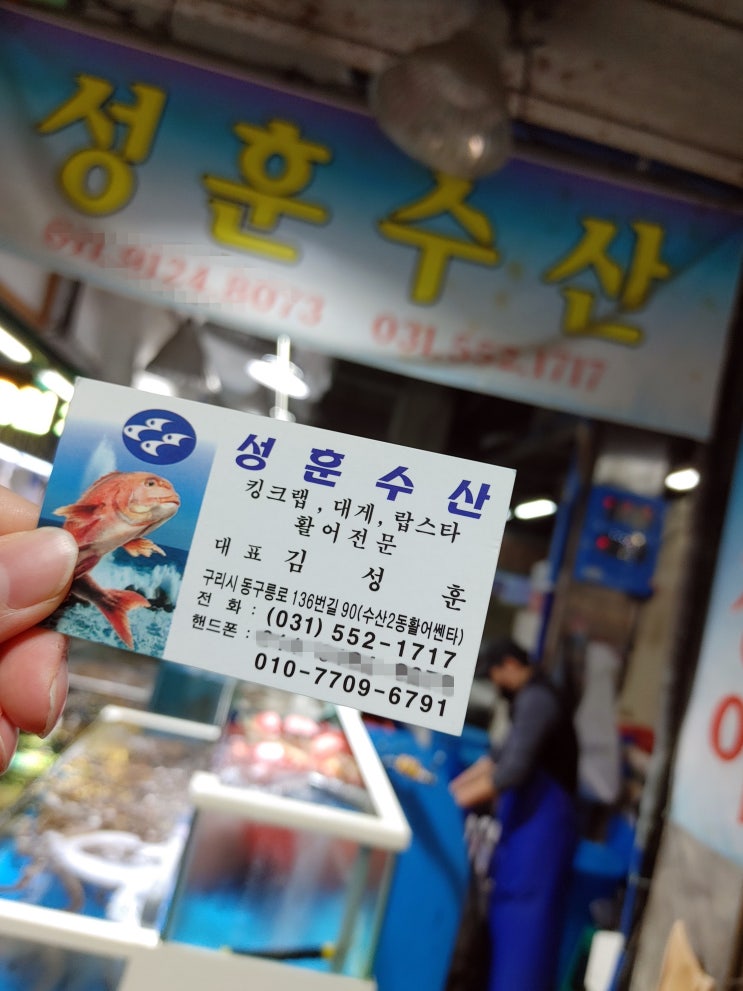 성훈수산
031.552.1717
성훈수산
킹크랩, 대게, 랍스타
활어전문
대표 김성훈
구리시 동구릉로 136번길 90(수산2동활어쎈타)
전화 : (031) 552-1717
핸드폰 :
010-7709-6791